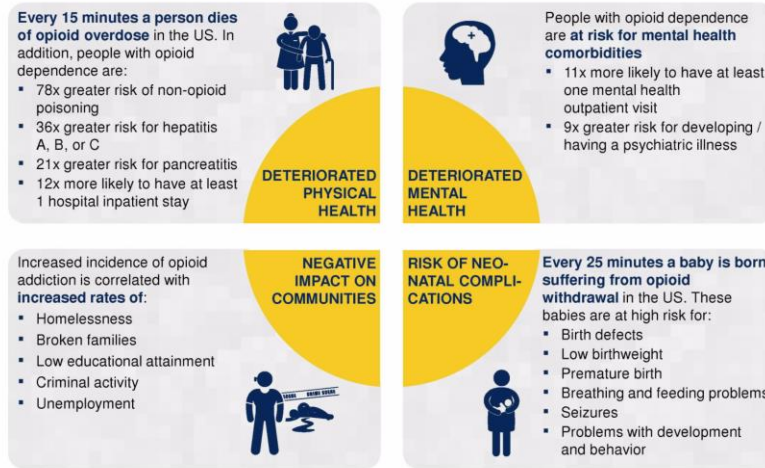 Every 15 minutes a person dies
of opioid overdose in the US. In
addition, people with opioid
dependence are:
▪ 78x greater risk of non-opioid
poisoning
▪ 36x greater risk for hepatitis
A, B, or C
▪ 21x greater risk for pancreatitis
▪ 12x more likely to have at least
1 hospital inpatient stay
DETERIORATED
PHYSICAL
HEALTH
DETERIORATED
MENTAL
HEALTH
People with opioid dependence
are at risk for mental health
comorbidities
▪ 11x more likely to have at least
one mental health
outpatient visit
▪ 9x greater risk for developing /
having a psychiatric illness
Increased incidence of opioid
addiction is correlated with
increased rates of:
▪ Homelessness
▪ Broken families
▪ Low educational attainment
▪ Criminal activity
▪ Unemployment
NEGATIVE
IMPACT ON
COMMUNITIES
RISK OF NEO-
NATAL COMPLI-
CATIONS
Every 25 minutes a baby is born
suffering from opioid
withdrawal in the US. These
babies are at high risk for:
▪ Birth defects
▪ Low birthweight
▪ Premature birth
▪ Breathing and feeding problems
▪ Seizures
▪ Problems with development
and behavior